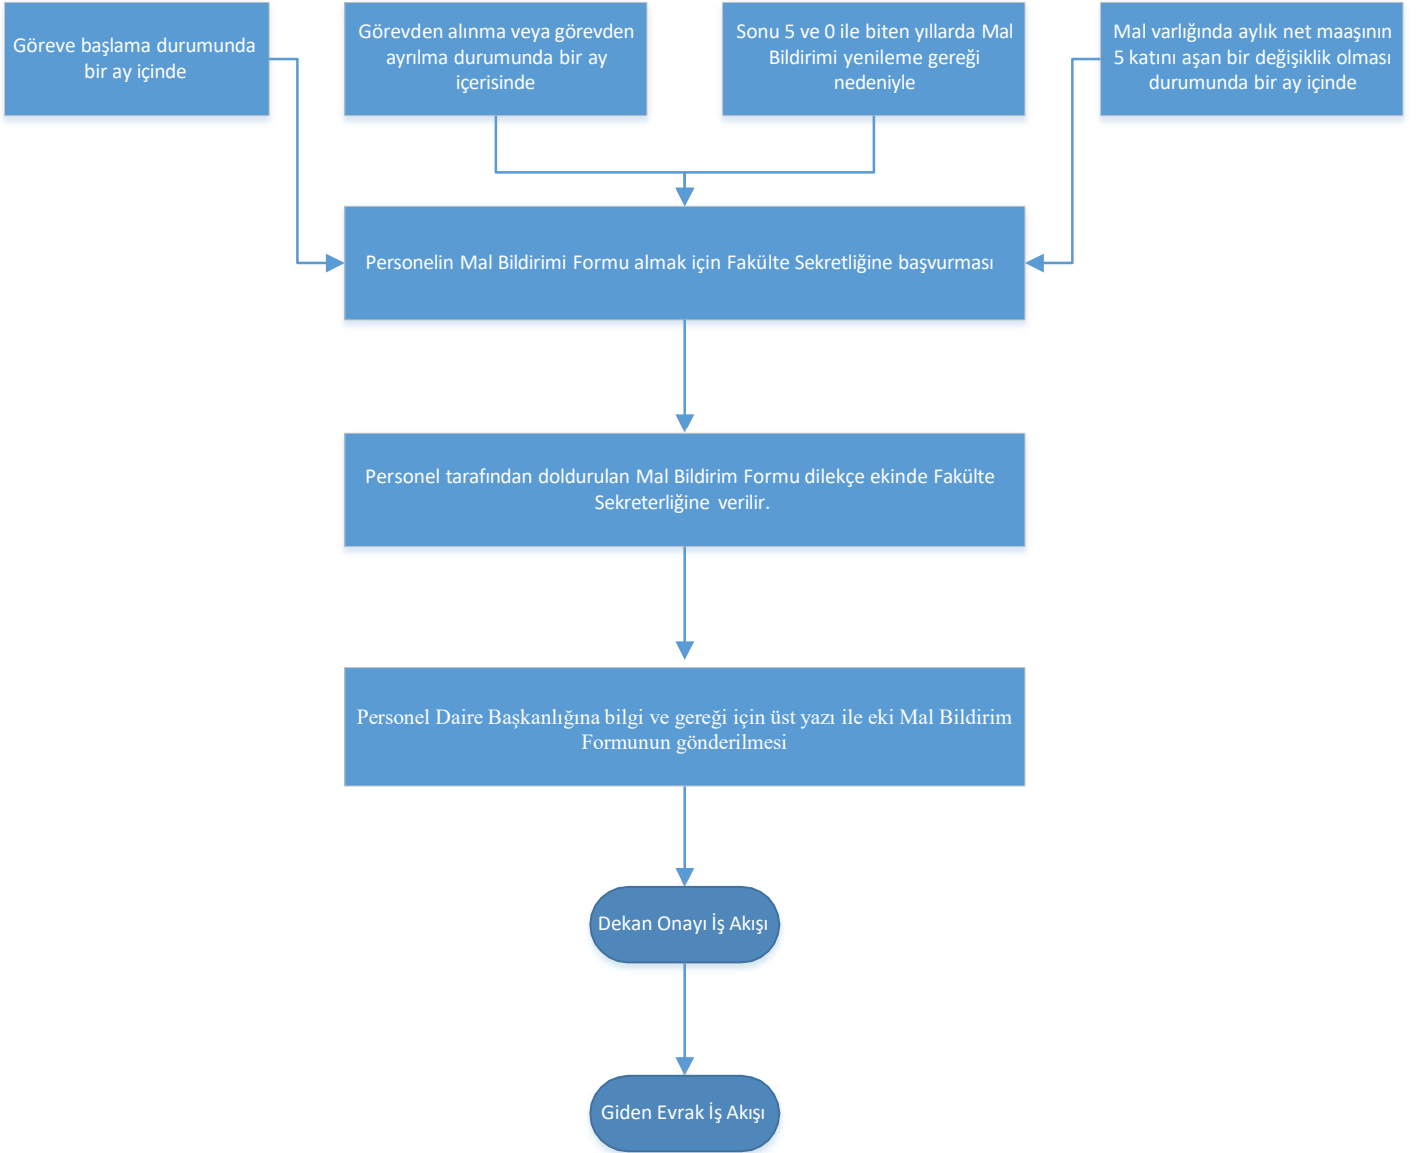 Göreve başlama durumunda
bir ay içinde
Görevden alınma veya görevden
ayrılma durumunda bir ay
içerisinde
Sonu 5 ve 0 ile biten yıllarda Mal
Bildirimi yenileme gereği
nedeniyle
Mal varlığında aylık net maaşının
5 katını aşan bir değişiklik olması
durumunda bir ay içinde
Personelin Mal Bildirimi Formu almak için Fakülte Sekretliğine başvurması
Personel tarafından doldurulan Mal Bildirim Formu dilekçe ekinde Fakülte
Sekreterliğine verilir.
Personel Daire Başkanlığına bilgi ve gereği için üst yazı ile eki Mal Bildirim
Formunun gönderilmesi
Dekan Onayı İş Akışı
Giden Evrak İş Akışı